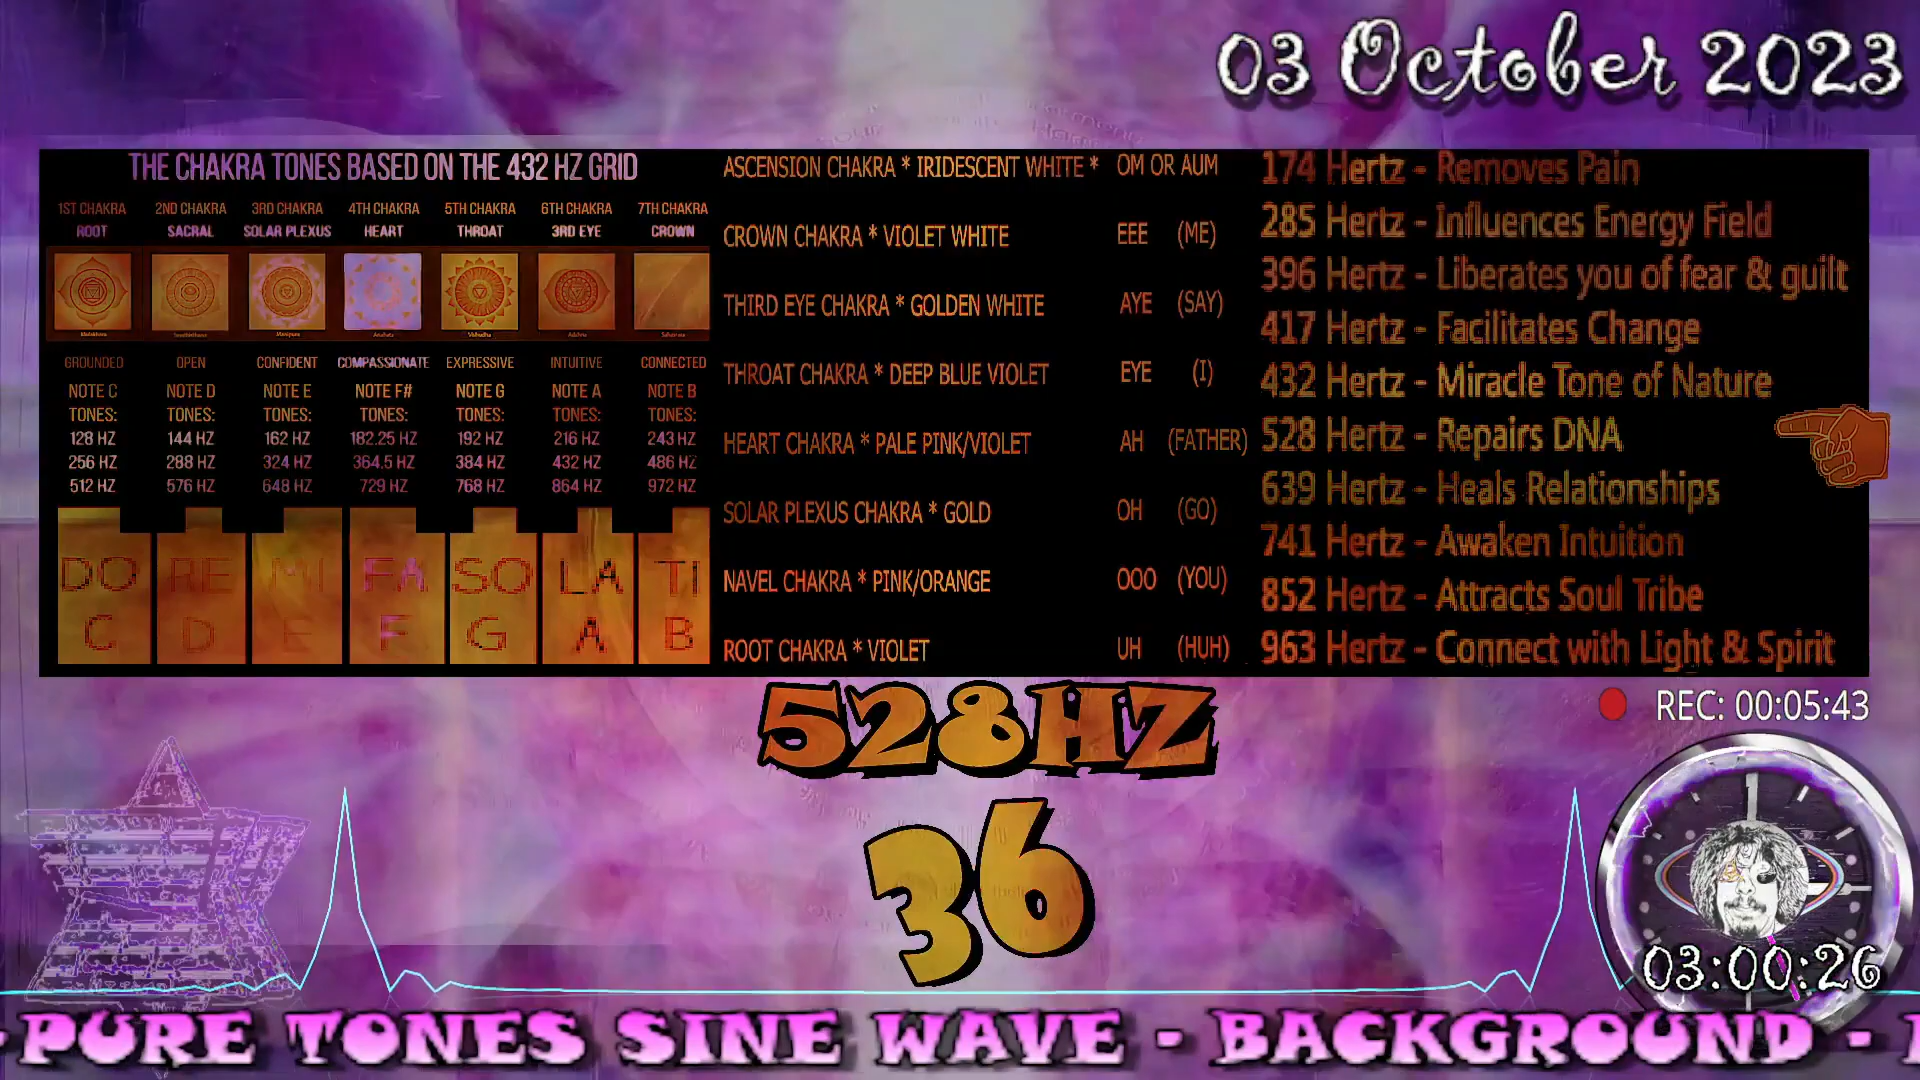 03 October 2023
THE CHAKRA TONES BASED ON THE 432 HZ GRID
1ST CHAKRA 2ND CHAKRA 3RD CHAKRA 4TH CHAKRA 5TH CHAKRA 6TH CHAKRA 7TH CHAKRA
ROOT SACRAL SOLAR PLEXUS HEART THROAT 3RD EYE CROWN
GROUNDED OPEN CONFIDENT COMPASSIONATE EXPRESSIVE INTUITIVE CONNECTED
NOTE C NOTE D NOTE E NOTE F# NOTE G NOTE A NOTE B
TONES: TONES: TONES: TONES: TONES: TONES: TONES:
128 HZ 144 HZ 162 HZ 182.25 HZ 192 HZ 216 HZ 243 HZ
256 HZ 288 HZ 324 HZ 364.5 HZ 384 HZ 432 HZ 486 HZ
512 HZ 576 HZ 648 HZ 729 HZ 768 HZ 864 HZ 972 HZ
DO RE MI FA SO LA TI
C D E F G A B
ASCENSION CHAKRA * IRIDESCENT WHITE * OM OR AUM
CROWN CHAKRA * VIOLET WHITE EEE (ME)
THIRD EYE CHAKRA * GOLDEN WHITE AYE (SAY)
THROAT CHAKRA * DEEP BLUE VIOLET EYE (I)
HEART CHAKRA * PALE PINK/VIOLET AH (FATHER)
SOLAR PLEXUS CHAKRA * GOLD OH (GO)
NAVEL CHAKRA * PINK/ORANGE OOO (YOU)
ROOT CHAKRA * VIOLET UH (HUH)
174 Hertz - Removes Pain
285 Hertz - Influences Energy Field
396 Hertz - Liberates you of fear & guilt
417 Hertz - Facilitates Change
432 Hertz - Miracle Tone of Nature
528 Hertz - Repairs DNA
639 Hertz - Heals Relationships
741 Hertz - Awaken Intuition
852 Hertz - Attracts Soul Tribe
963 Hertz - Connect with Light & Spirit
528HZ
36
REC: 00:05:43
03:00:26
- PURE TONES SINE WAVE - BACKGROUND -